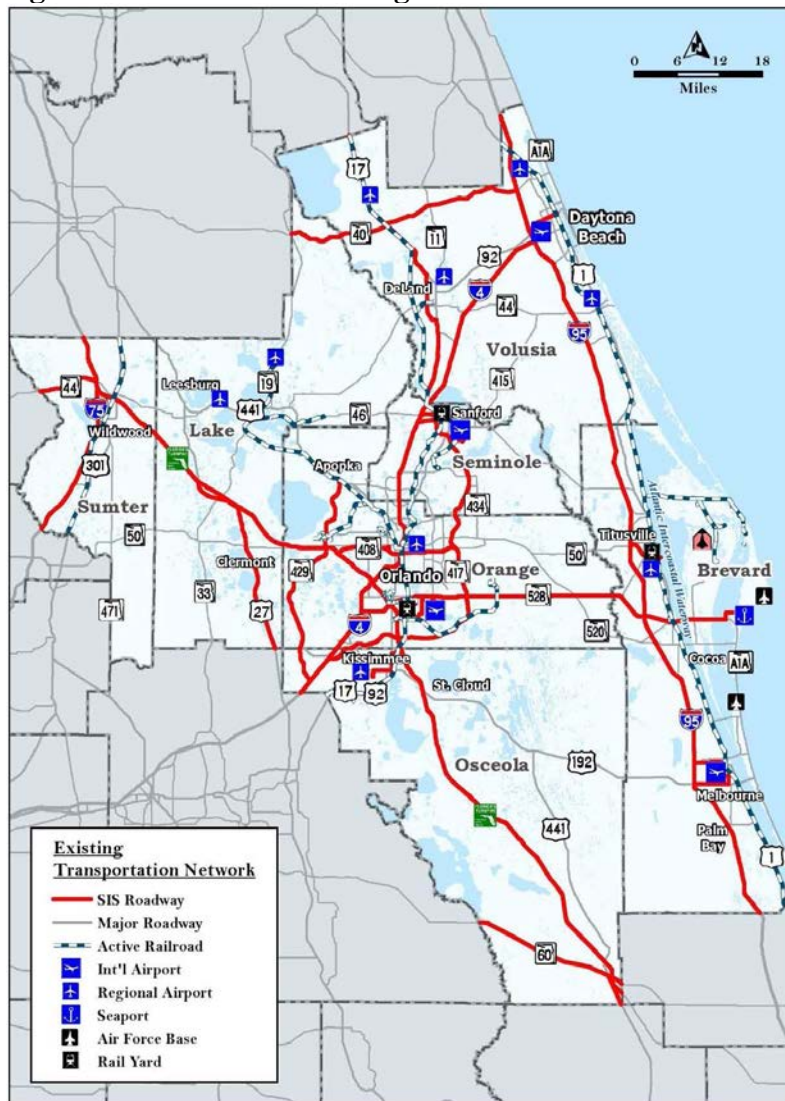 0 6 12 18
Miles
A1A
17
Daytona
Beach
40
11
92
1
DeLand
4
44
95
Volusia
44
19
415
Leesburg
441
46
Sanford
75
Lake
Wildwood
Apopka
Seminole
301
Sumter
434
Atlantic Intercoastal Waterway
50
408
50
Titusville
Clermont
429
Orlando
417
Orange
Brevard
33
528
471
27
4
520
Cocoa
A1A
Kissimmee
17
92
St. Cloud
95
Osceola
192
Melbourne
441
Palm
Bay
1
60
Existing
Transportation Network
SIS Roadway
Major Roadway
Active Railroad
Int'l Airport
Regional Airport
Seaport
Air Force Base
Rail Yard